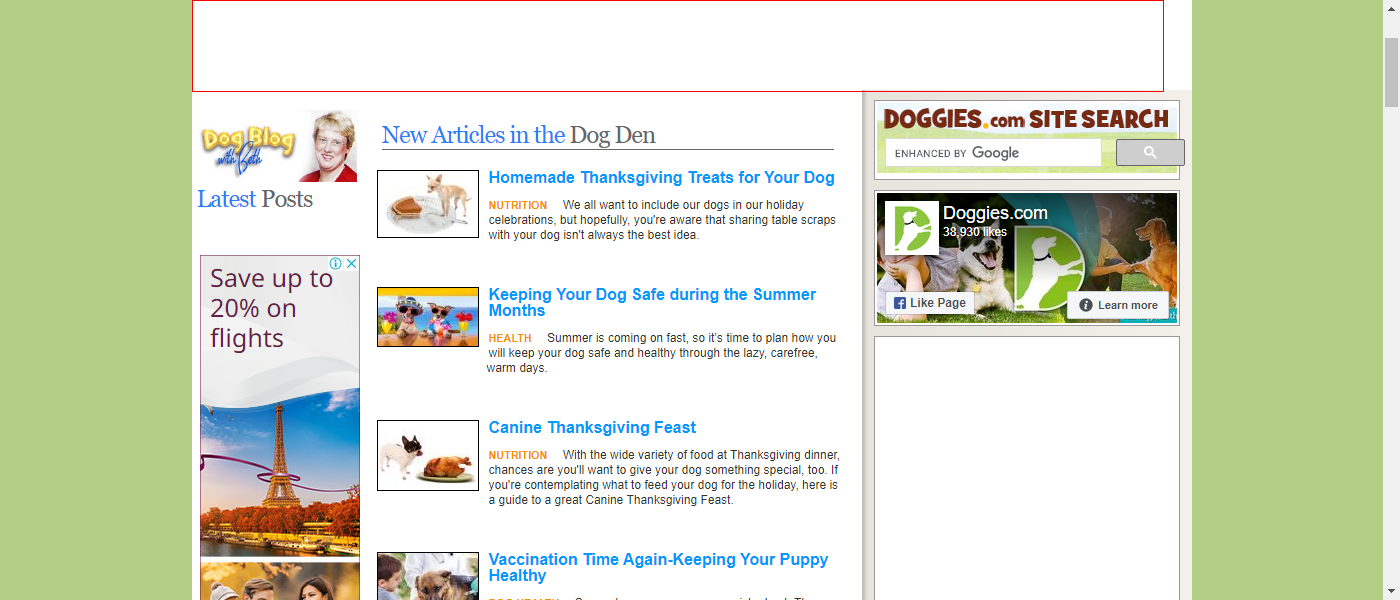 Dog Blog
with Beth
Latest Posts
Save up to
20% on
flights
New Articles in the Dog Den
Homemade Thanksgiving Treats for Your Dog
NUTRITION We all want to include our dogs in our holiday
celebrations, but hopefully, you're aware that sharing table scraps
with your dog isn't always the best idea.
Keeping Your Dog Safe during the Summer
Months
HEALTH Summer is coming on fast, so it's time to plan how you
will keep your dog safe and healthy through the lazy, carefree,
warm days.
Canine Thanksgiving Feast
NUTRITION With the wide variety of food at Thanksgiving dinner,
chances are you'll want to give your dog something special, too. If
you're contemplating what to feed your dog for the holiday, here is
a guide to a great Canine Thanksgiving Feast.
Vaccination Time Again-Keeping Your Puppy
Healthy
DOGGIES.com SITE SEARCH
ENHANCED BY Google
Doggies.com
38,930 likes
Like Page
Learn more